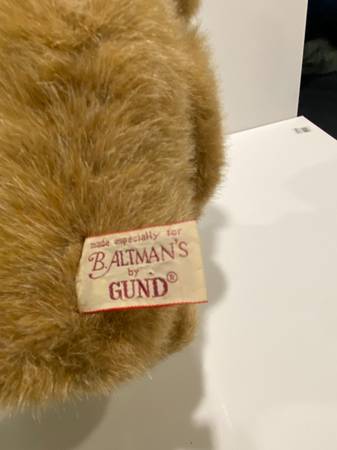 made especially for
B. ALTMAN'S
by
GUND®